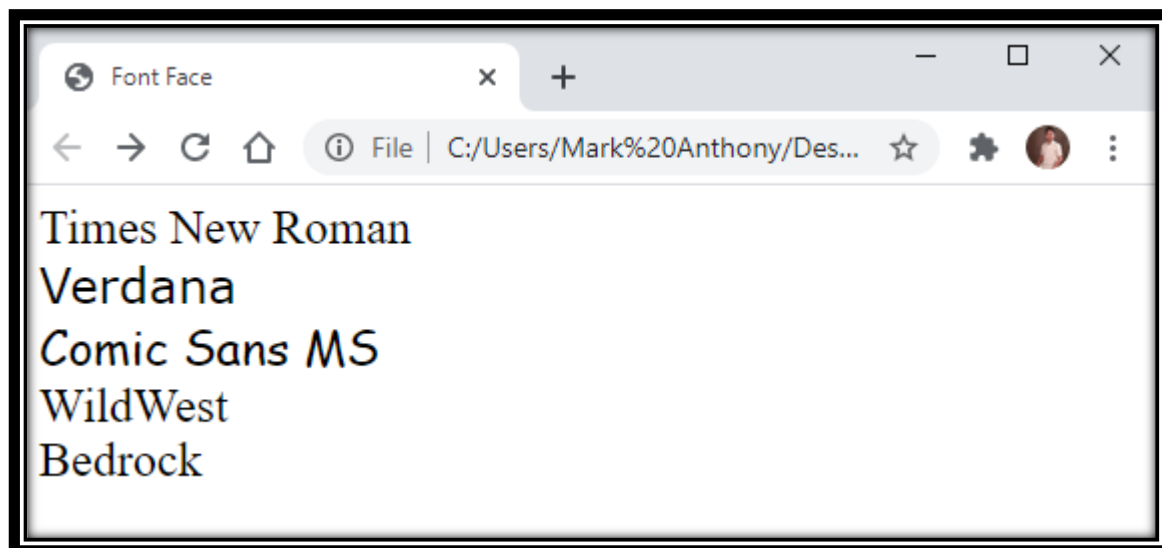 Font Face
File C:/Users/Mark%20Anthony/Des...
Times New Roman
Verdana
Comic Sans MS
WildWest
Bedrock